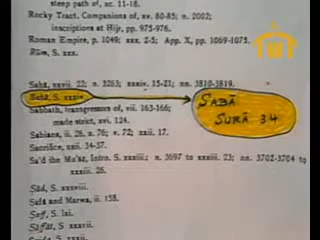 steep path of, xc. 11-18.
Rocky Tract, Companions of, xv. 80-85; n. 2002;
inscriptions at Hijr, pp. 975-976.
Roman Empire, p. 1049; xxx. 2-5; App. X, pp. 1069-1075.
Rūm, S. xxx.
Sabā, xxvii. 22; n. 3263; xxxiv. 15-21; nn. 3810-3819.
Sabā, S. xxxiv.
SABĀ
SURĀ 34
Sabbath, transgressors of, vii. 163-166;
made strict, xvi. 124.
Sabians, ii. 26, n. 76; v. 72; xxii. 17.
Sacrifice, xxii. 34-37.
Sa'd ibn Mu'āz, Intro. S. xxxiii.; n. 3697 to xxxiii. 23; nn. 3702-3704 to
xxxiii. 26.
Ṣād, S. xxxviii.
Safā and Marwa, ii. 158.
Ṣaff, S. lxi.
Ṣāffāt, S. xxxvii.